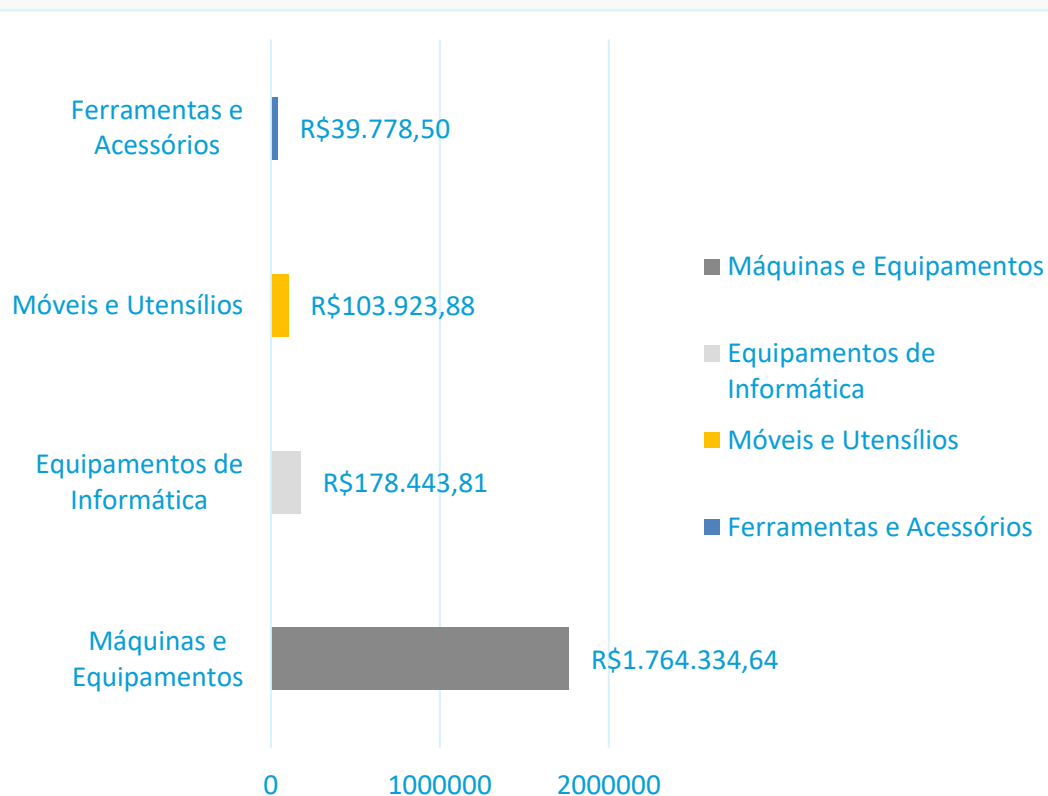 Ferramentas e
Acessórios
R$39.778,50
Móveis e Utensílios
R$103.923,88
Equipamentos de
Informática
R$178.443,81
Máquinas e
Equipamentos
R$1.764.334,64
0
1000000
2000000
Máquinas e Equipamentos
Equipamentos de
Informática
Móveis e Utensílios
Ferramentas e Acessórios